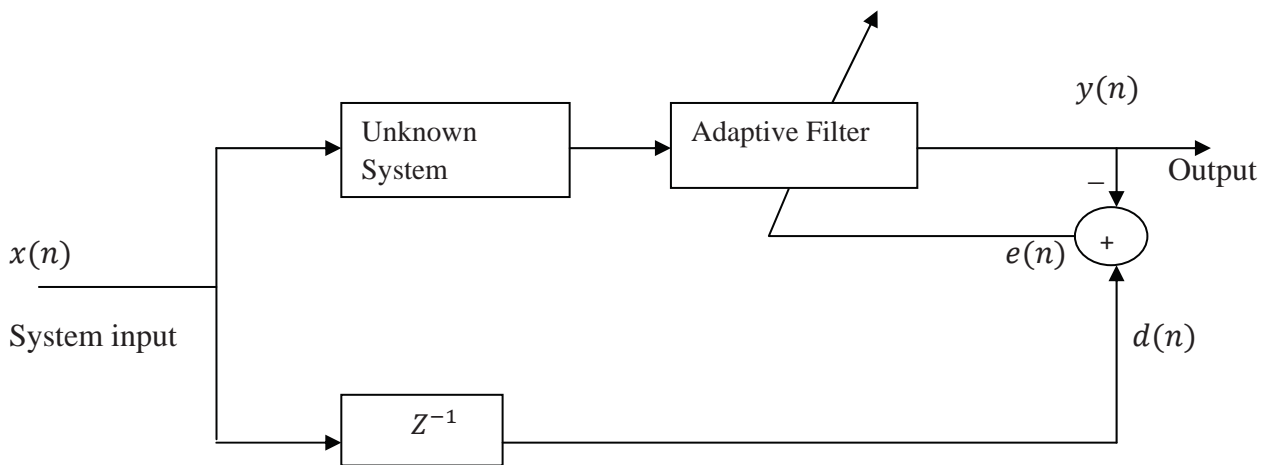 y(n)
Unknown
System
Adaptive Filter
Output
−
+
x(n)
e(n)
System input
d(n)
Z⁻¹